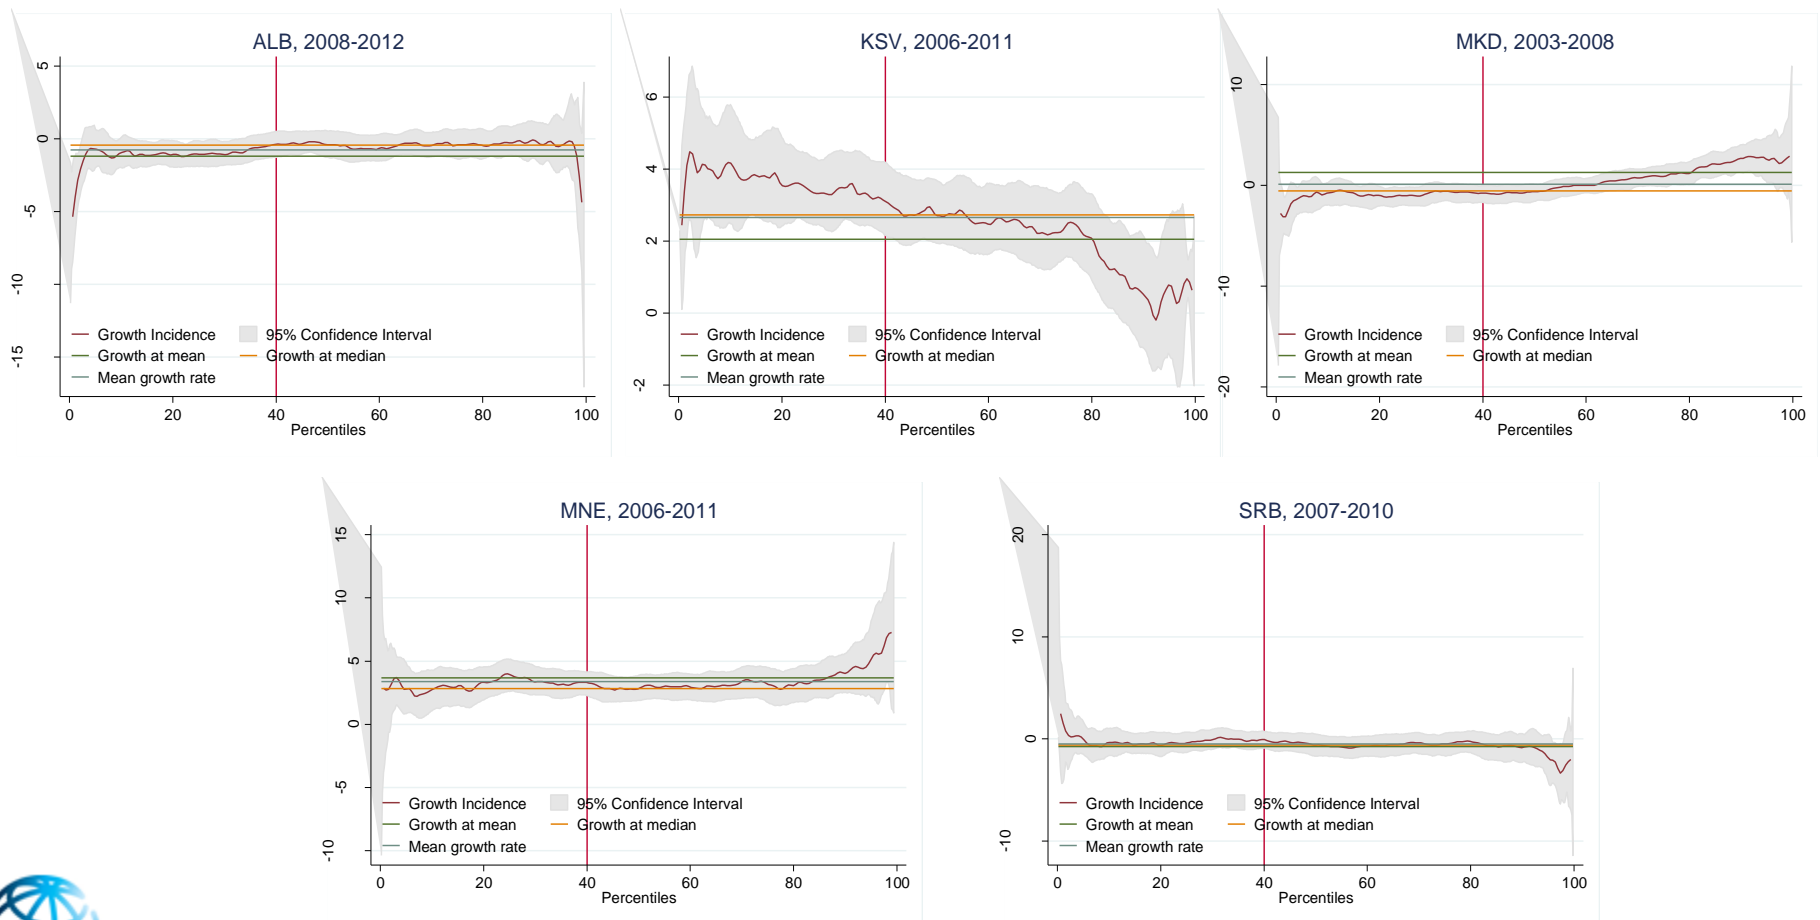 ALB, 2008-2012
5
0
-5
-10
-15
Growth Incidence
95% Confidence Interval
Growth at mean
Growth at median
Mean growth rate
0 20 40 60 80 100
Percentiles
KSV, 2006-2011
6
4
2
0
-2
Growth Incidence
95% Confidence Interval
Growth at mean
Growth at median
Mean growth rate
0 20 40 60 80 100
Percentiles
MKD, 2003-2008
10
0
-10
-20
Growth Incidence
95% Confidence Interval
Growth at mean
Growth at median
Mean growth rate
0 20 40 60 80 100
Percentiles
MNE, 2006-2011
15
10
5
0
-5
-10
Growth Incidence
95% Confidence Interval
Growth at mean
Growth at median
Mean growth rate
0 20 40 60 80 100
Percentiles
SRB, 2007-2010
20
10
0
-10
Growth Incidence
95% Confidence Interval
Growth at mean
Growth at median
Mean growth rate
0 20 40 60 80 100
Percentiles